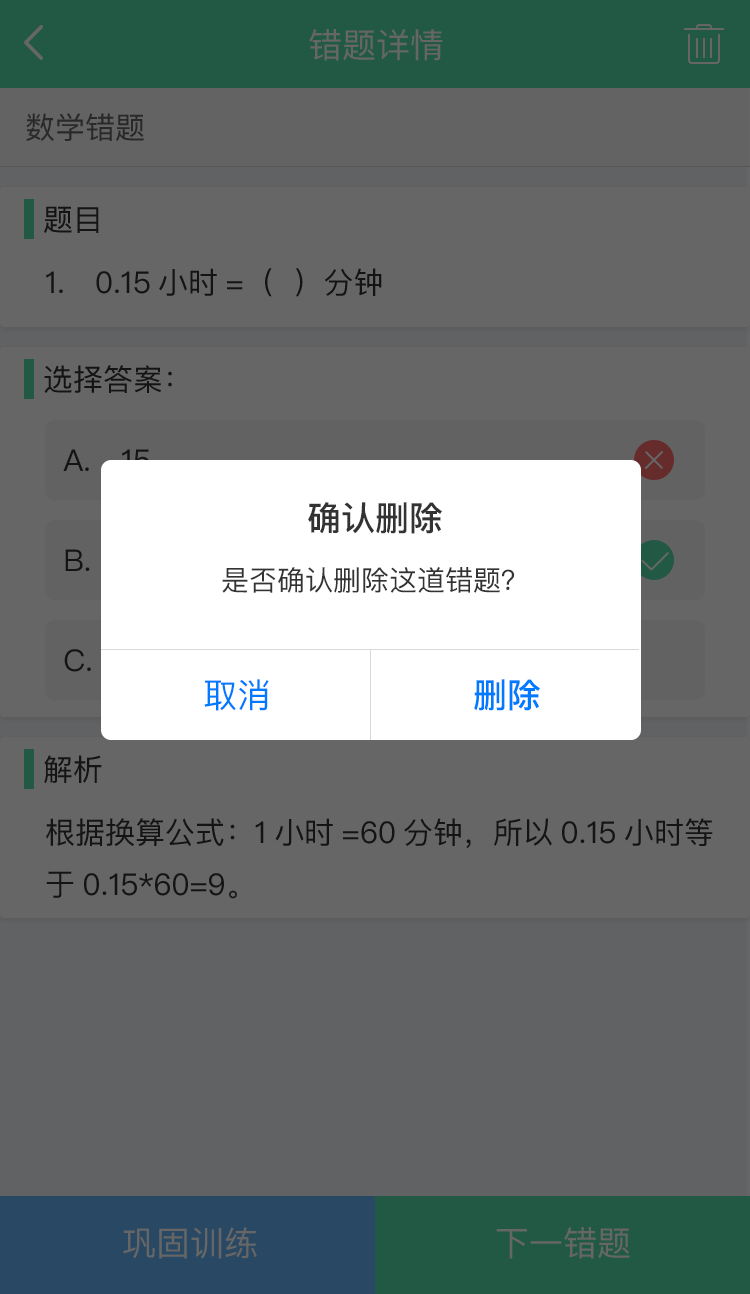 错题详情
数学错题
题目
1. 0.15 小时 =（ ）分钟
选择答案：
A. 15
B.
C.
确认删除
是否确认删除这道错题？
取消
删除
解析
根据换算公式：1 小时 =60 分钟，所以 0.15 小时等
于 0.15*60=9。
巩固训练
下一错题